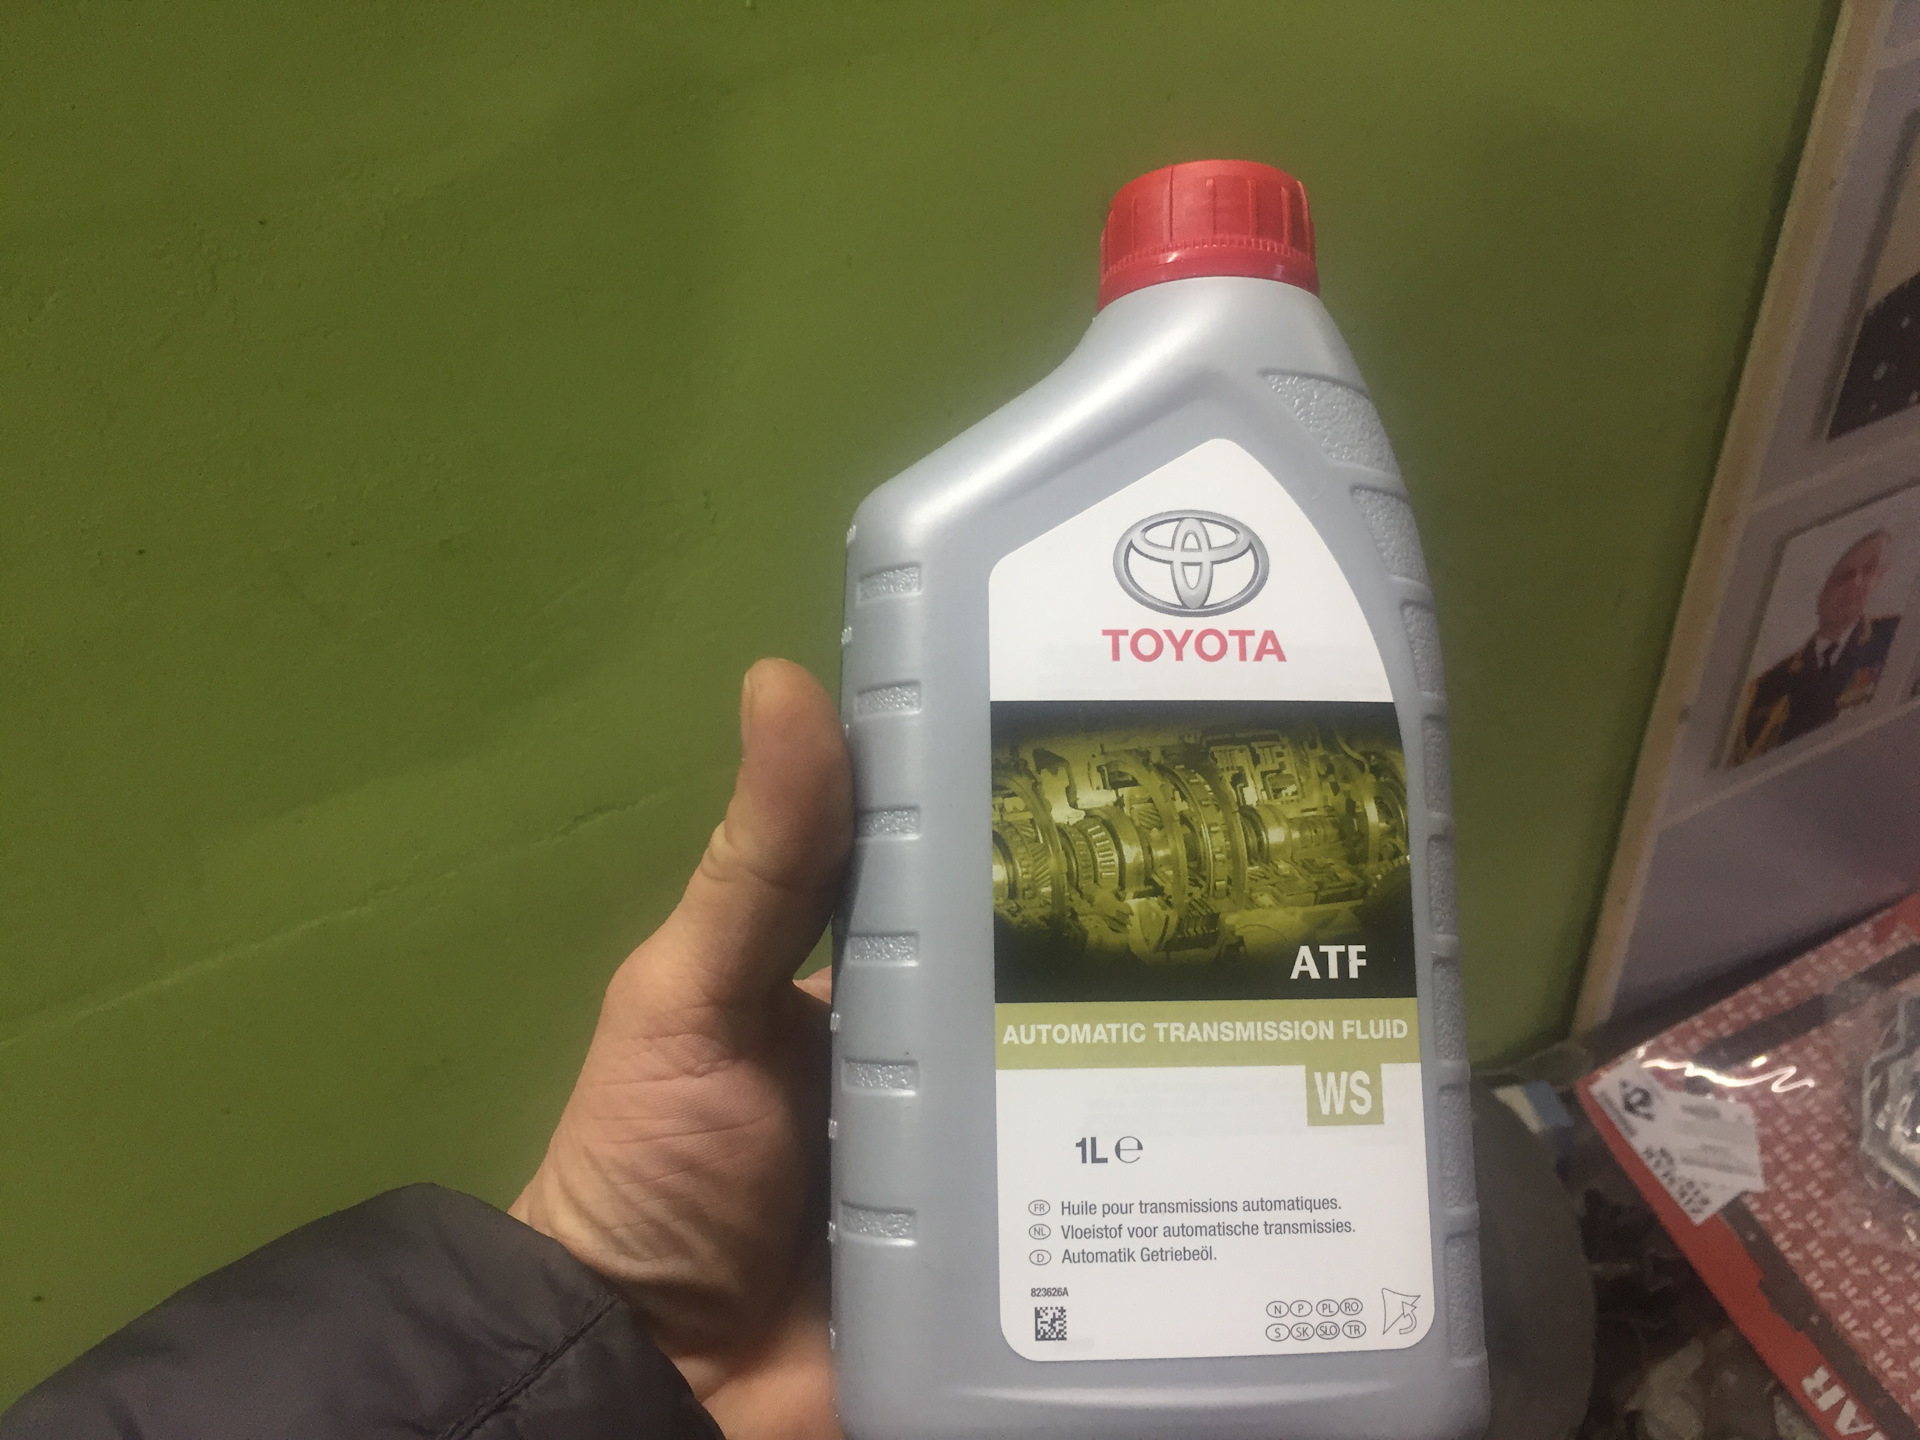 TOYOTA
ATF
AUTOMATIC TRANSMISSION FLUID
WS
1L ℮
FR Huile pour transmissions automatiques.
NL Vloeistof voor automatische transmissies.
D Automatik Getriebeöl.
823626A
N P PL RO
S SK SLO TR